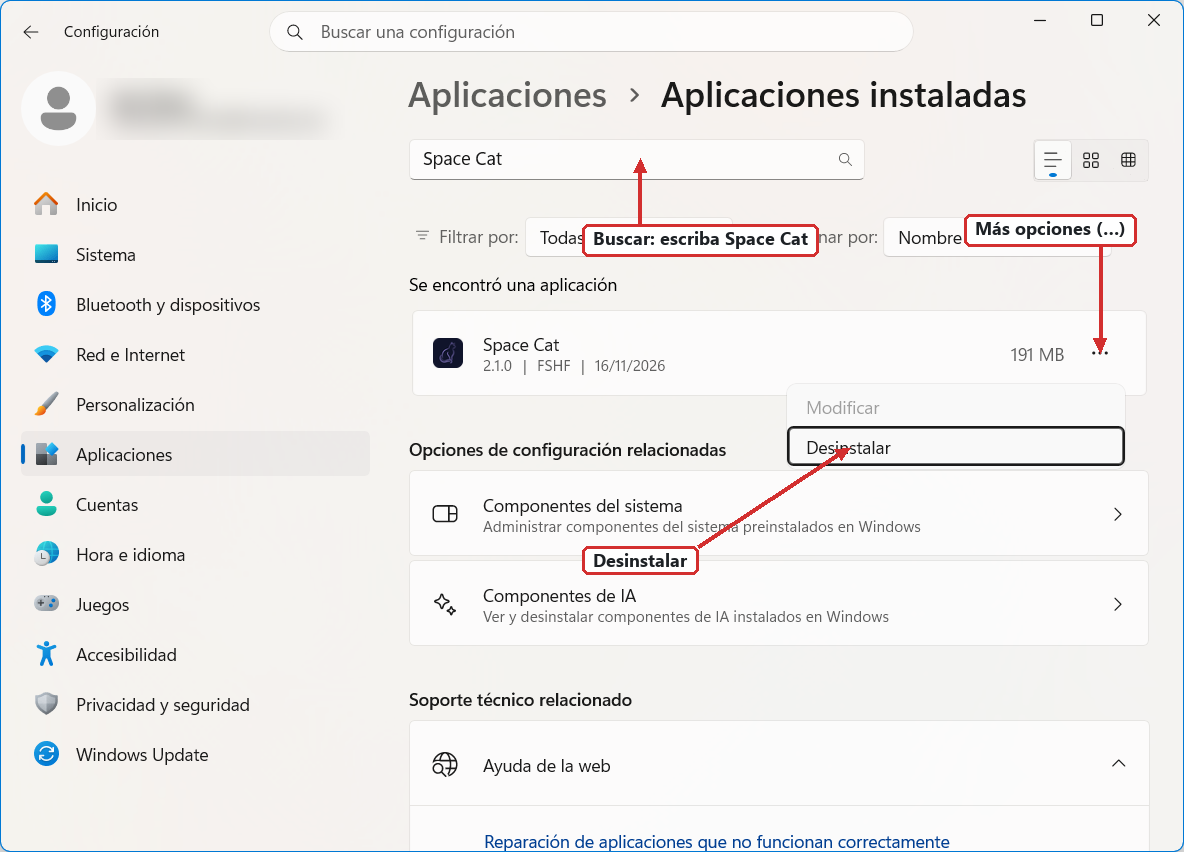 Configuración
Buscar una configuración
Aplicaciones > Aplicaciones instaladas
Space Cat
Inicio
Sistema
Bluetooth y dispositivos
Red e Internet
Personalización
Aplicaciones
Cuentas
Hora e idioma
Juegos
Accesibilidad
Privacidad y seguridad
Windows Update
Filtrar por: Todas
Buscar: escriba Space Cat
por: Nombre
Más opciones (...)
Se encontró una aplicación
Space Cat
2.1.0 | FSHF | 16/11/2026
191 MB
Modificar
Desinstalar
Opciones de configuración relacionadas
Componentes del sistema
Administrar componentes del sistema preinstalados en Windows
Desinstalar
Componentes de IA
Ver y desinstalar componentes de IA instalados en Windows
Soporte técnico relacionado
Ayuda de la web
Reparación de aplicaciones que no funcionan correctamente